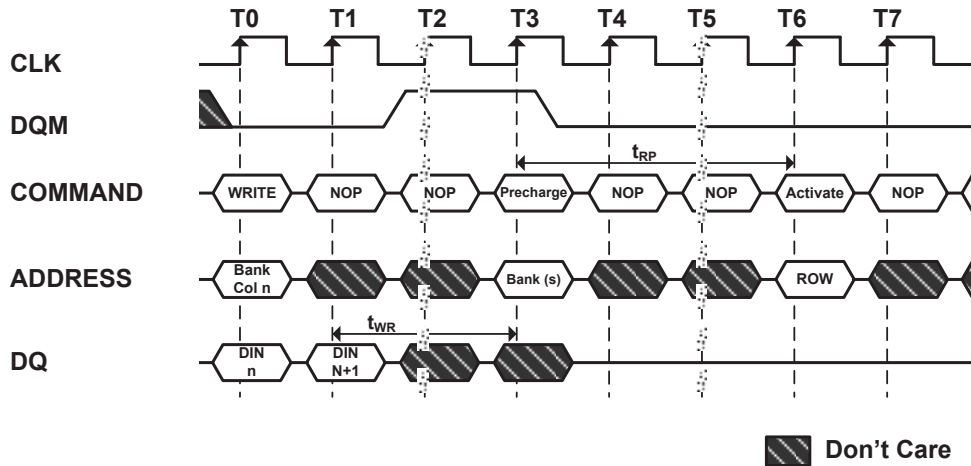 T0 T1 T2 T3 T4 T5 T6 T7
CLK
DQM
tRP
COMMAND WRITE NOP NOP Precharge NOP NOP Activate NOP
ADDRESS Bank Col n Bank (s) ROW
tWR
DQ DIN n DIN N+1
Don't Care